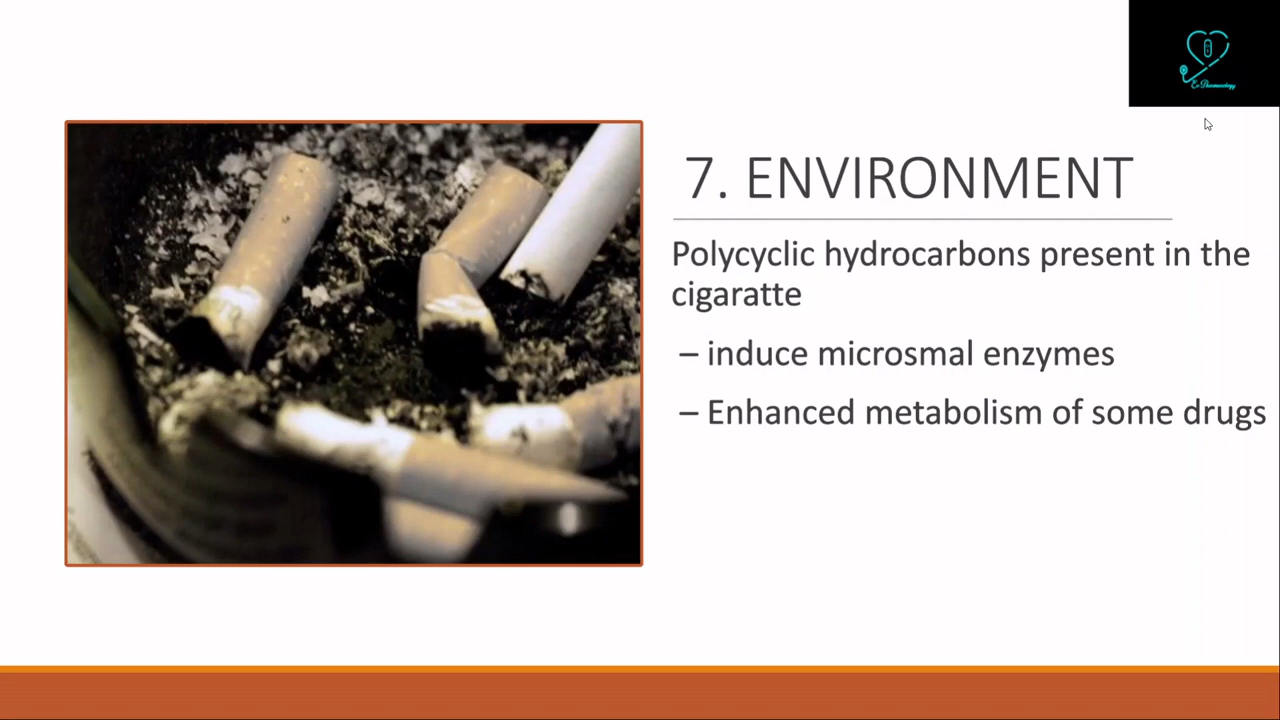 7. ENVIRONMENT
Polycyclic hydrocarbons present in the
cigaratte
– induce microsmal enzymes
– Enhanced metabolism of some drugs